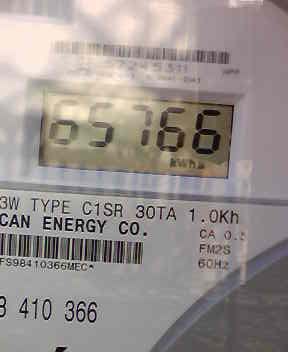 65766
kWh
3W TYPE C1SR 30TA 1.0Kh
CAN ENERGY CO.
CA 0.5
FM2S
60Hz
FS98410366MEC*
8 410 366